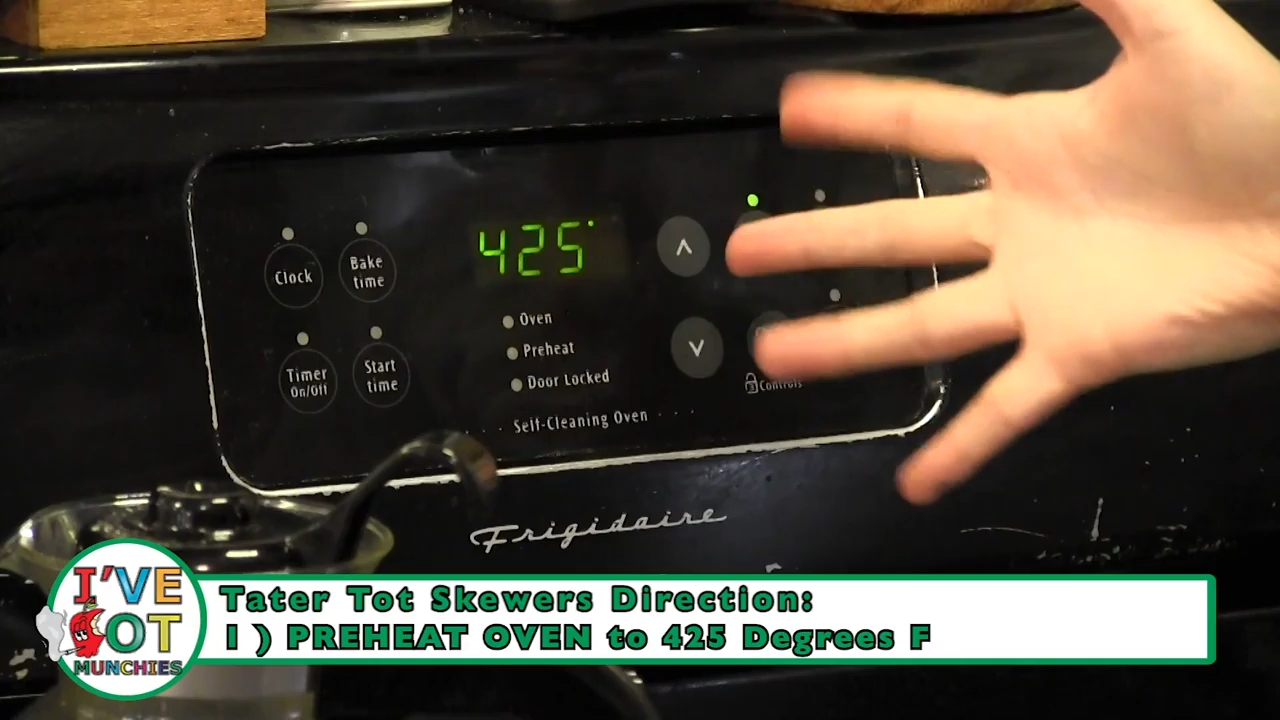 425°
Clock
Bake time
Oven
Preheat
Door Locked
Timer On/Off
Start time
Controls
Self-Cleaning Oven
Frigidaire
I'VE
GOT
MUNCHIES
Tater Tot Skewers Direction:
1 ) PREHEAT OVEN to 425 Degrees F